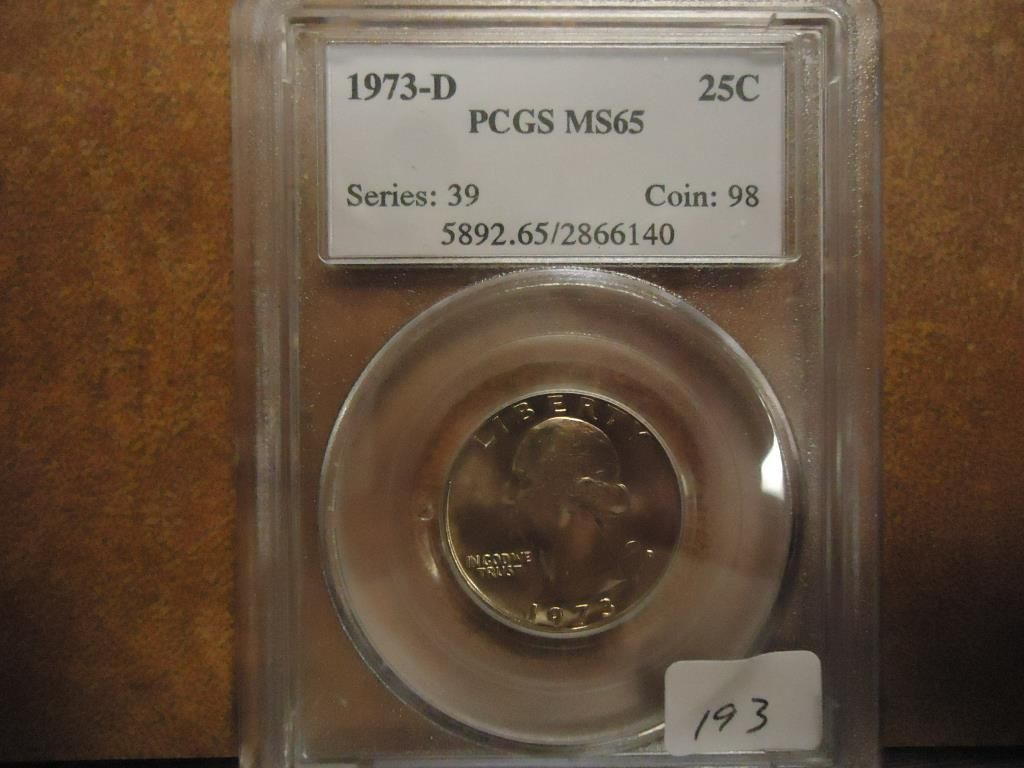 1973-D 25C
PCGS MS65
Series: 39 Coin: 98
5892.65/2866140
LIBERTY
IN GOD WE
TRUST
D
1973
193